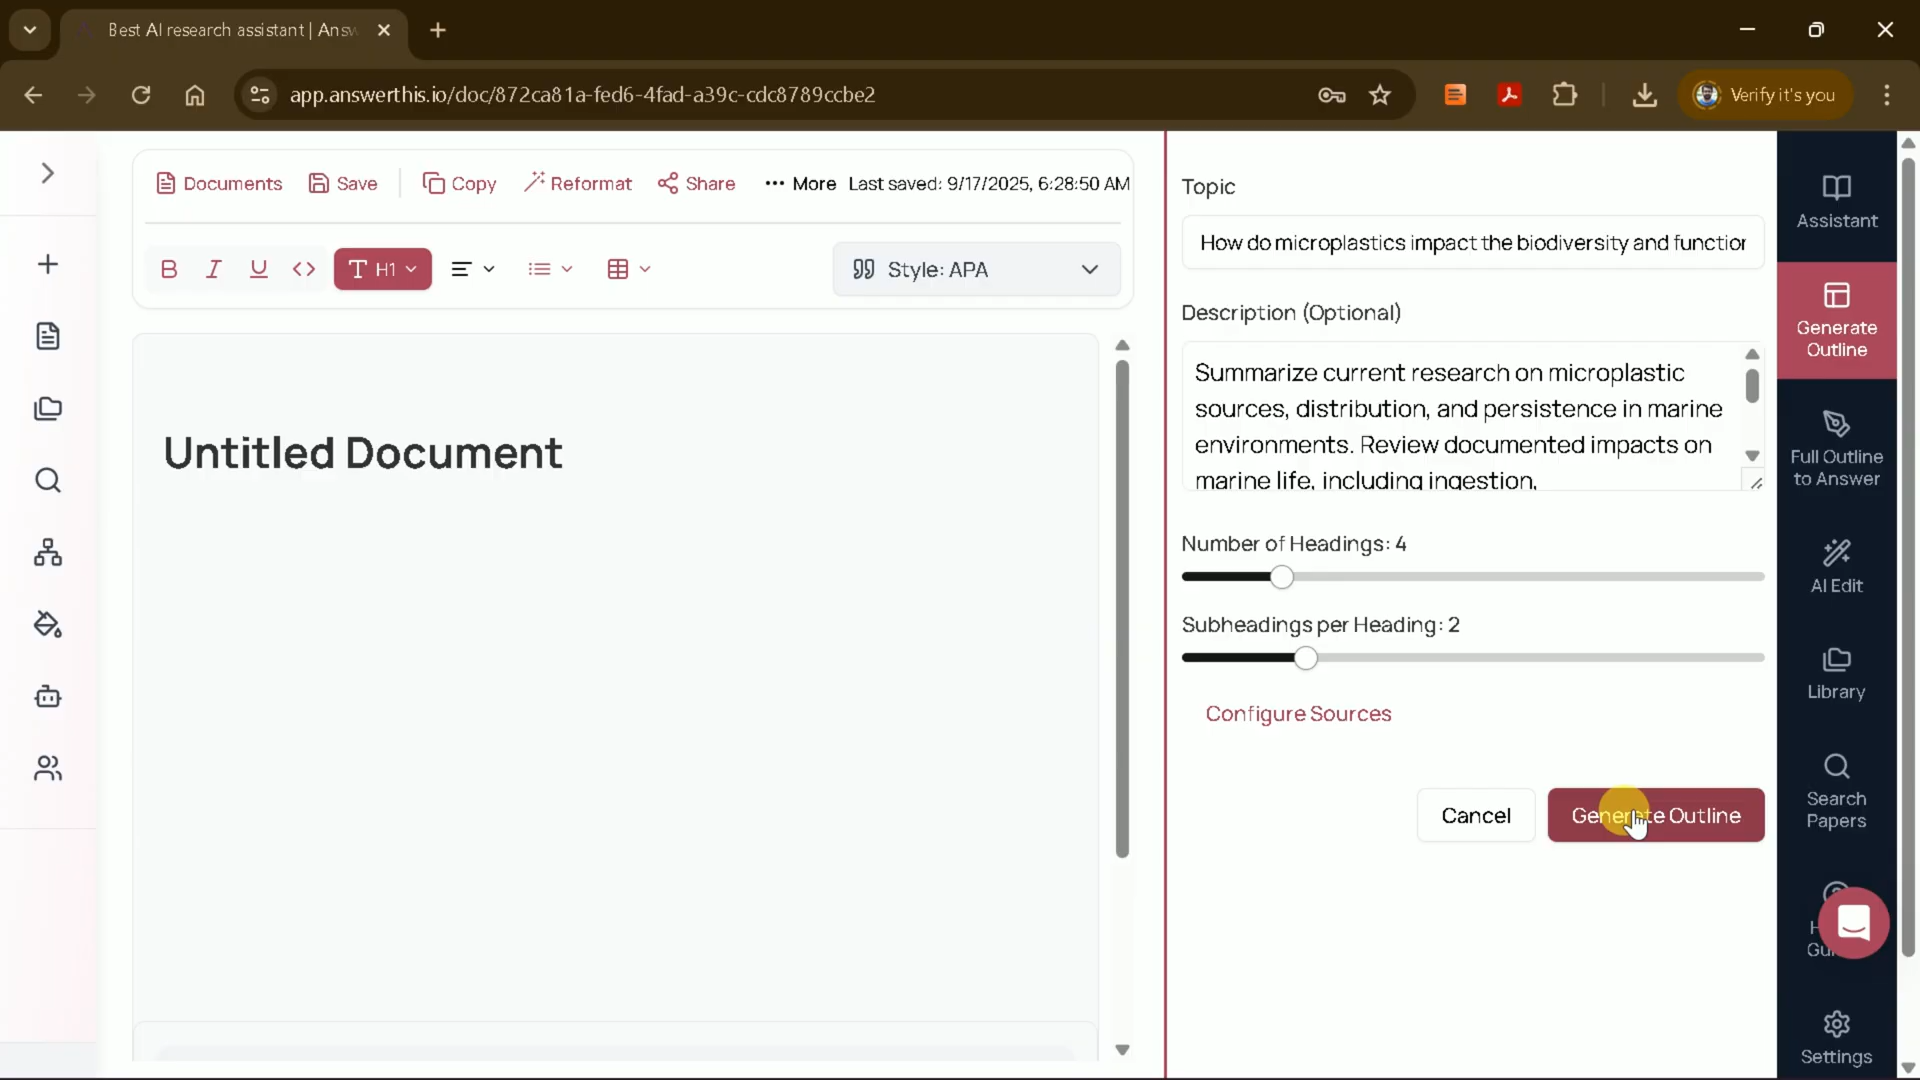 Best AI research assistant | Answ
app.answerthis.io/doc/872ca81a-fed6-4fad-a39c-cdc8789ccbe2
Verify it's you
Documents
Save
Copy
Reformat
Share
More
Last saved: 9/17/2025, 6:28:50 AM
B
I
U
T H1
Style: APA
Untitled Document
Topic
How do microplastics impact the biodiversity and function
Description (Optional)
Summarize current research on microplastic
sources, distribution, and persistence in marine
environments. Review documented impacts on
marine life, including ingestion,
Number of Headings: 4
Subheadings per Heading: 2
Configure Sources
Cancel
Generate Outline
Assistant
Generate
Outline
Full Outline
to Answer
AI Edit
Library
Search
Papers
Settings